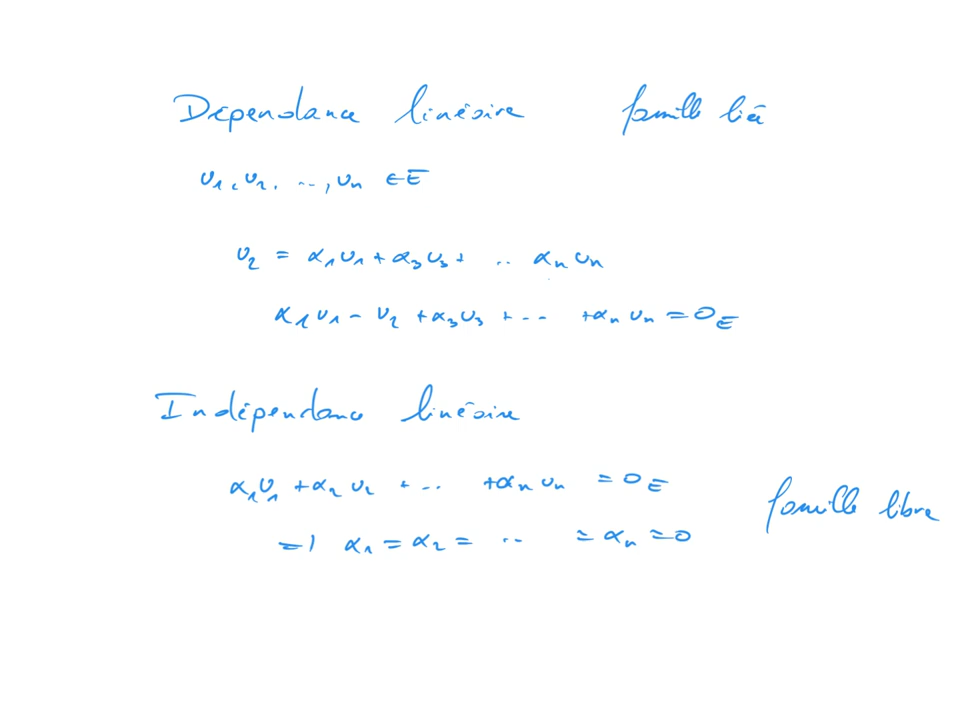 Dépendance linéaire famille liée
v₁, v₂, .., vₙ ∈ E
v₂ = α₁v₁ + α₃v₃ + .. αₙvₙ
α₁v₁ - v₂ + α₃v₃ + .. +αₙvₙ = 0_E
Indépendance linéaire
α₁v₁ + α₂v₂ + .. +αₙvₙ = 0_E
famille libre
⇒ α₁ = α₂ = .. = αₙ = 0